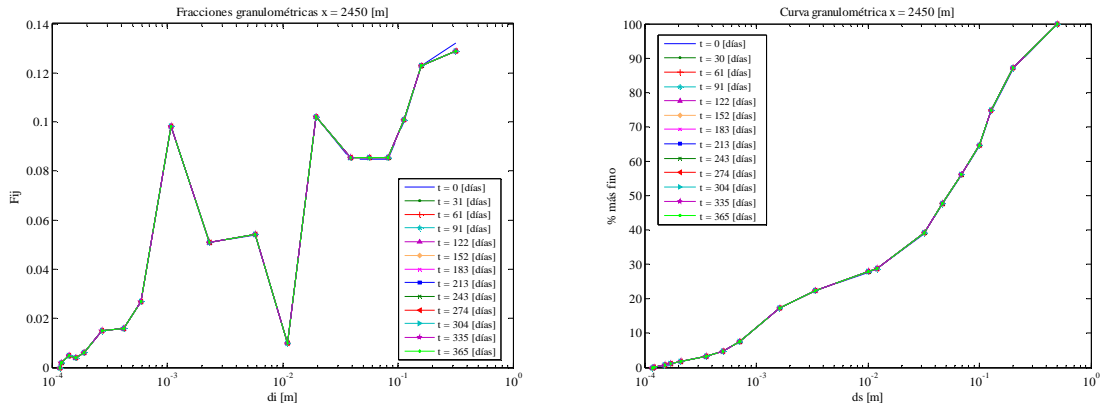 Fracciones granulométricas x = 2450 [m]
0.14
0.12
0.1
0.08
0.06
0.04
0.02
0
Fij
t = 0 [días]
t = 31 [días]
t = 61 [días]
t = 91 [días]
t = 122 [días]
t = 152 [días]
t = 183 [días]
t = 213 [días]
t = 243 [días]
t = 274 [días]
t = 304 [días]
t = 335 [días]
t = 365 [días]
10^-4 10^-3 10^-2 10^-1 10^0
di [m]
Curva granulométrica x = 2450 [m]
100
90
80
70
60
50
40
30
20
10
0
% más fino
t = 0 [días]
t = 30 [días]
t = 61 [días]
t = 91 [días]
t = 122 [días]
t = 152 [días]
t = 183 [días]
t = 213 [días]
t = 243 [días]
t = 274 [días]
t = 304 [días]
t = 335 [días]
t = 365 [días]
10^-4 10^-3 10^-2 10^-1 10^0
ds [m]